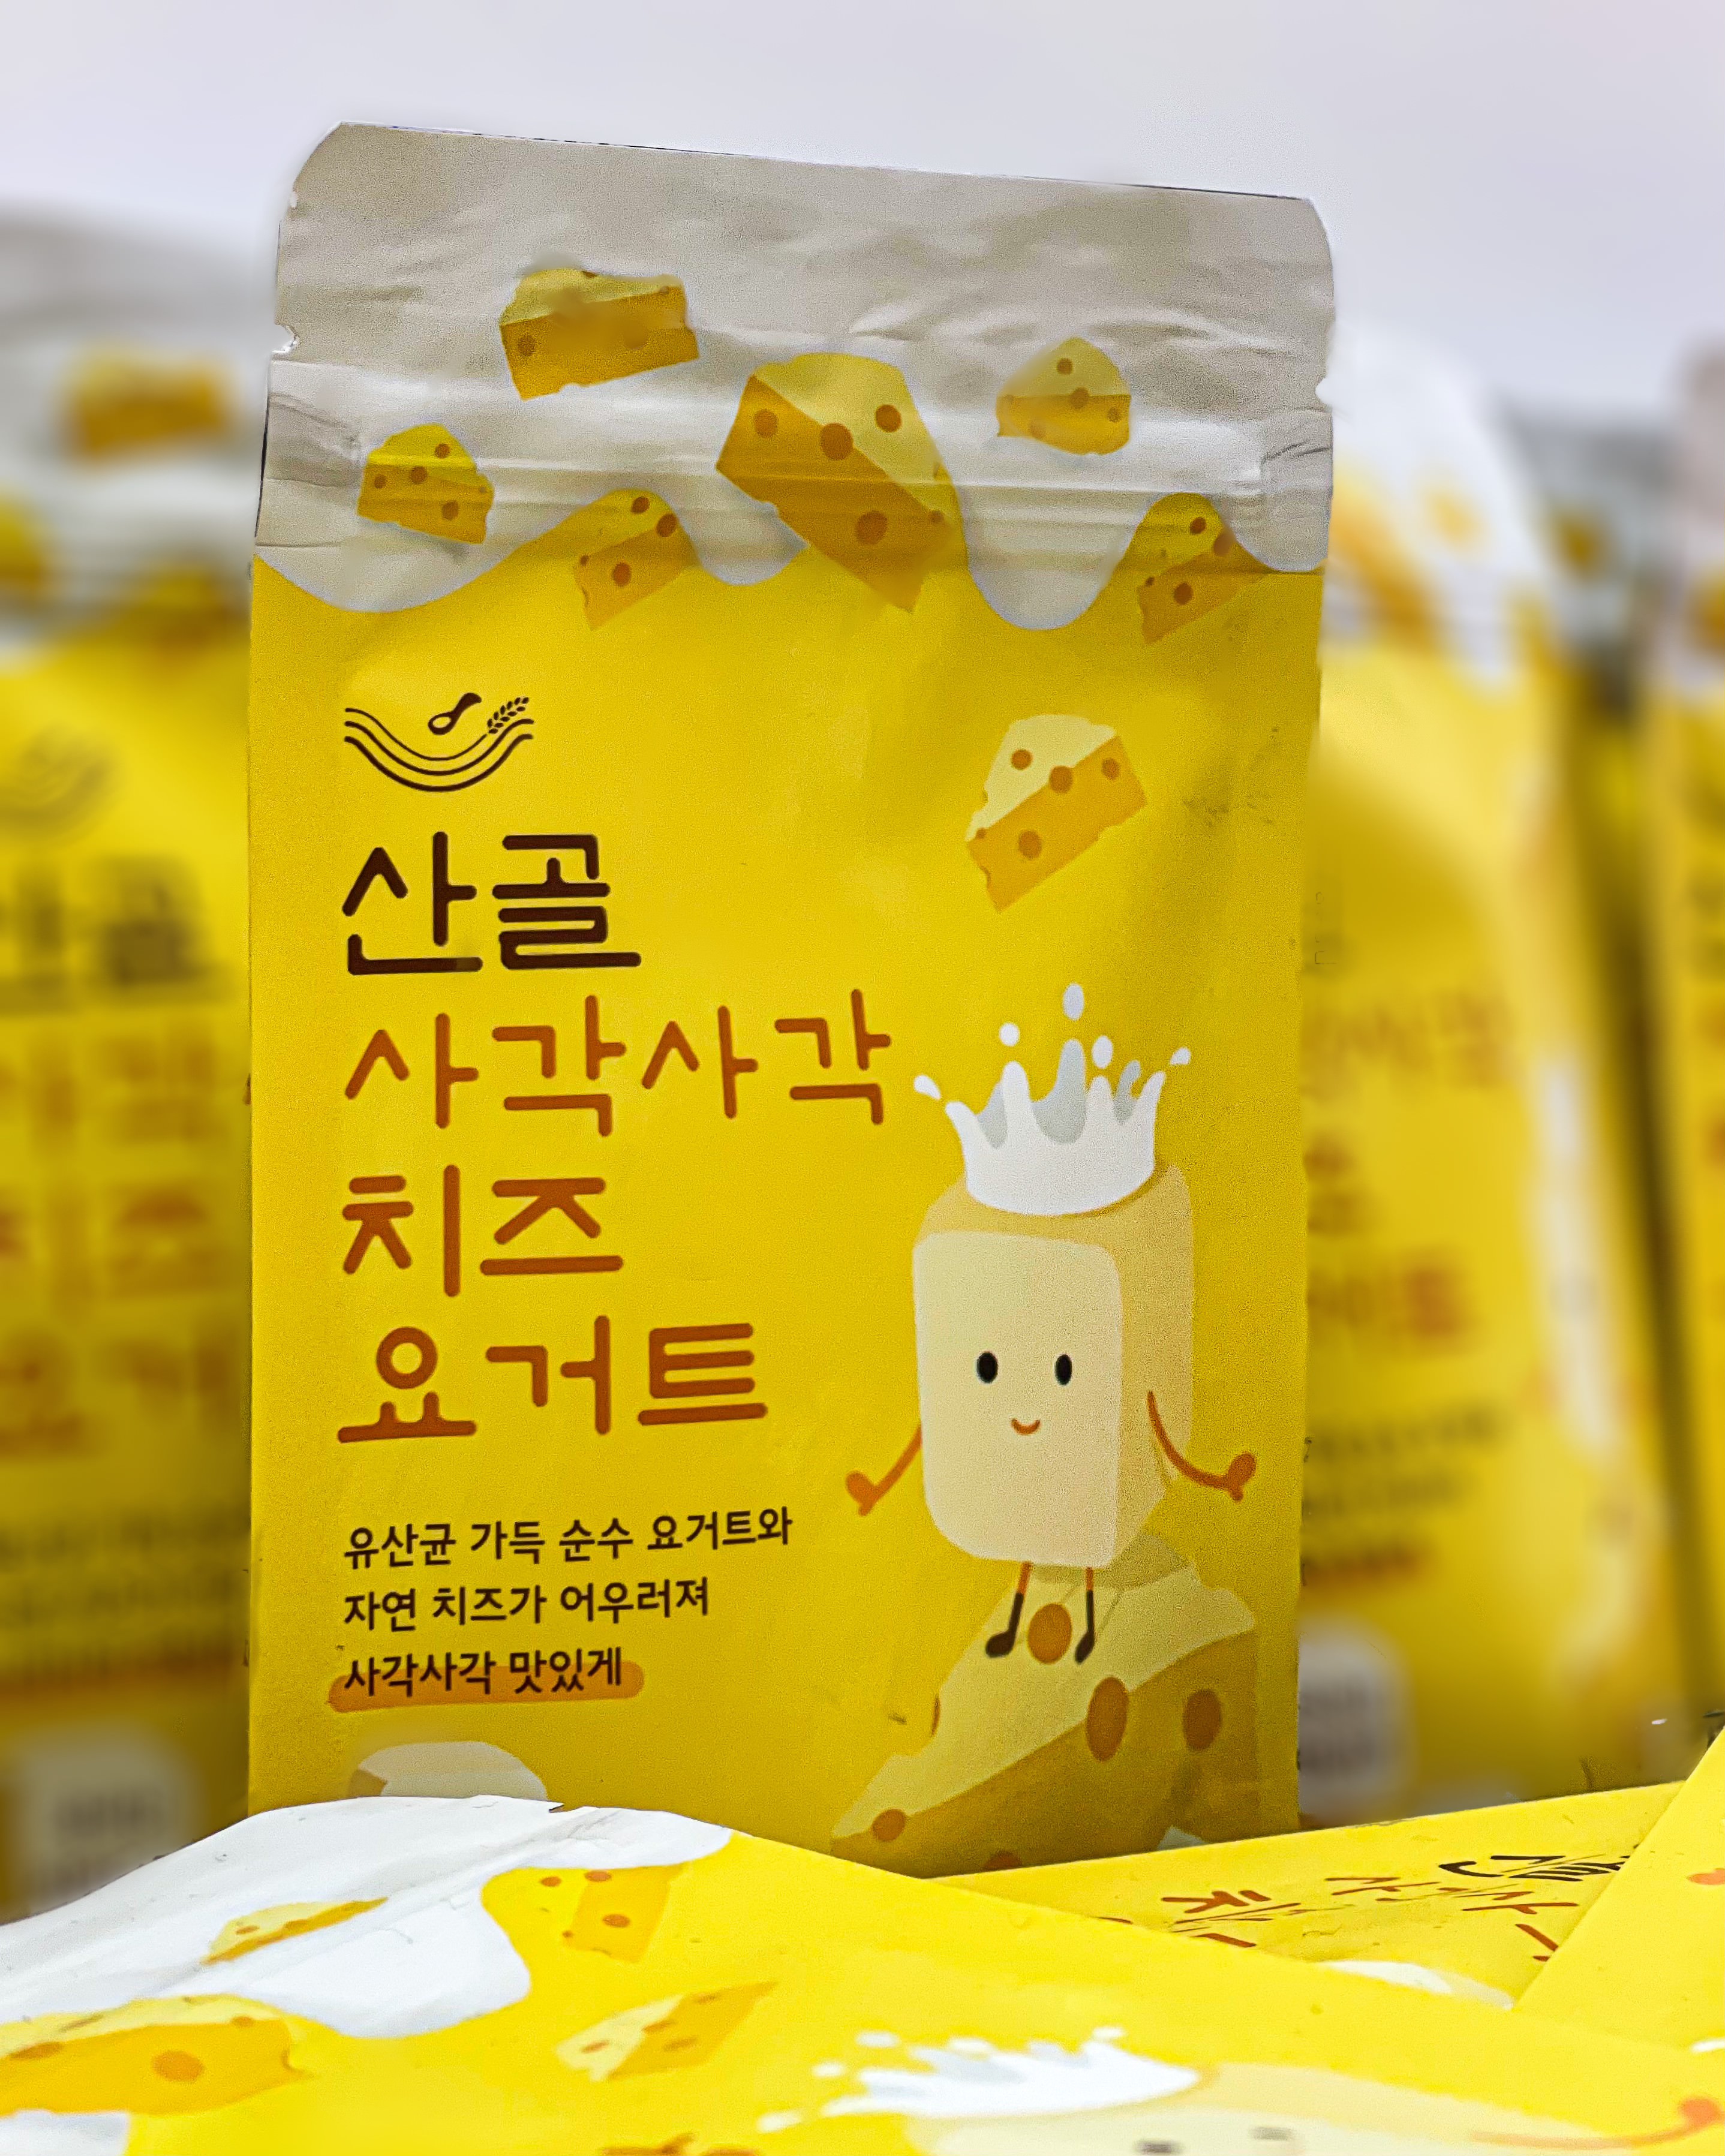 산골
사각사각
치즈
요거트
유산균 가득 순수 요거트와
자연 치즈가 어우러져
사각사각 맛있게